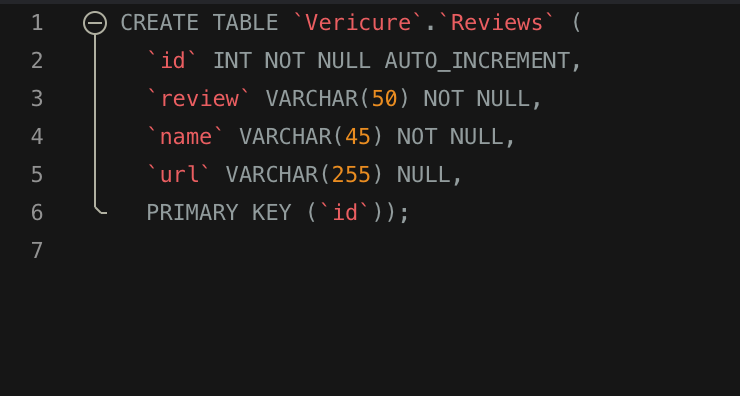 1 CREATE TABLE `Vericure`.`Reviews` (
2 `id` INT NOT NULL AUTO_INCREMENT,
3 `review` VARCHAR(50) NOT NULL,
4 `name` VARCHAR(45) NOT NULL,
5 `url` VARCHAR(255) NULL,
6 PRIMARY KEY (`id`));
7